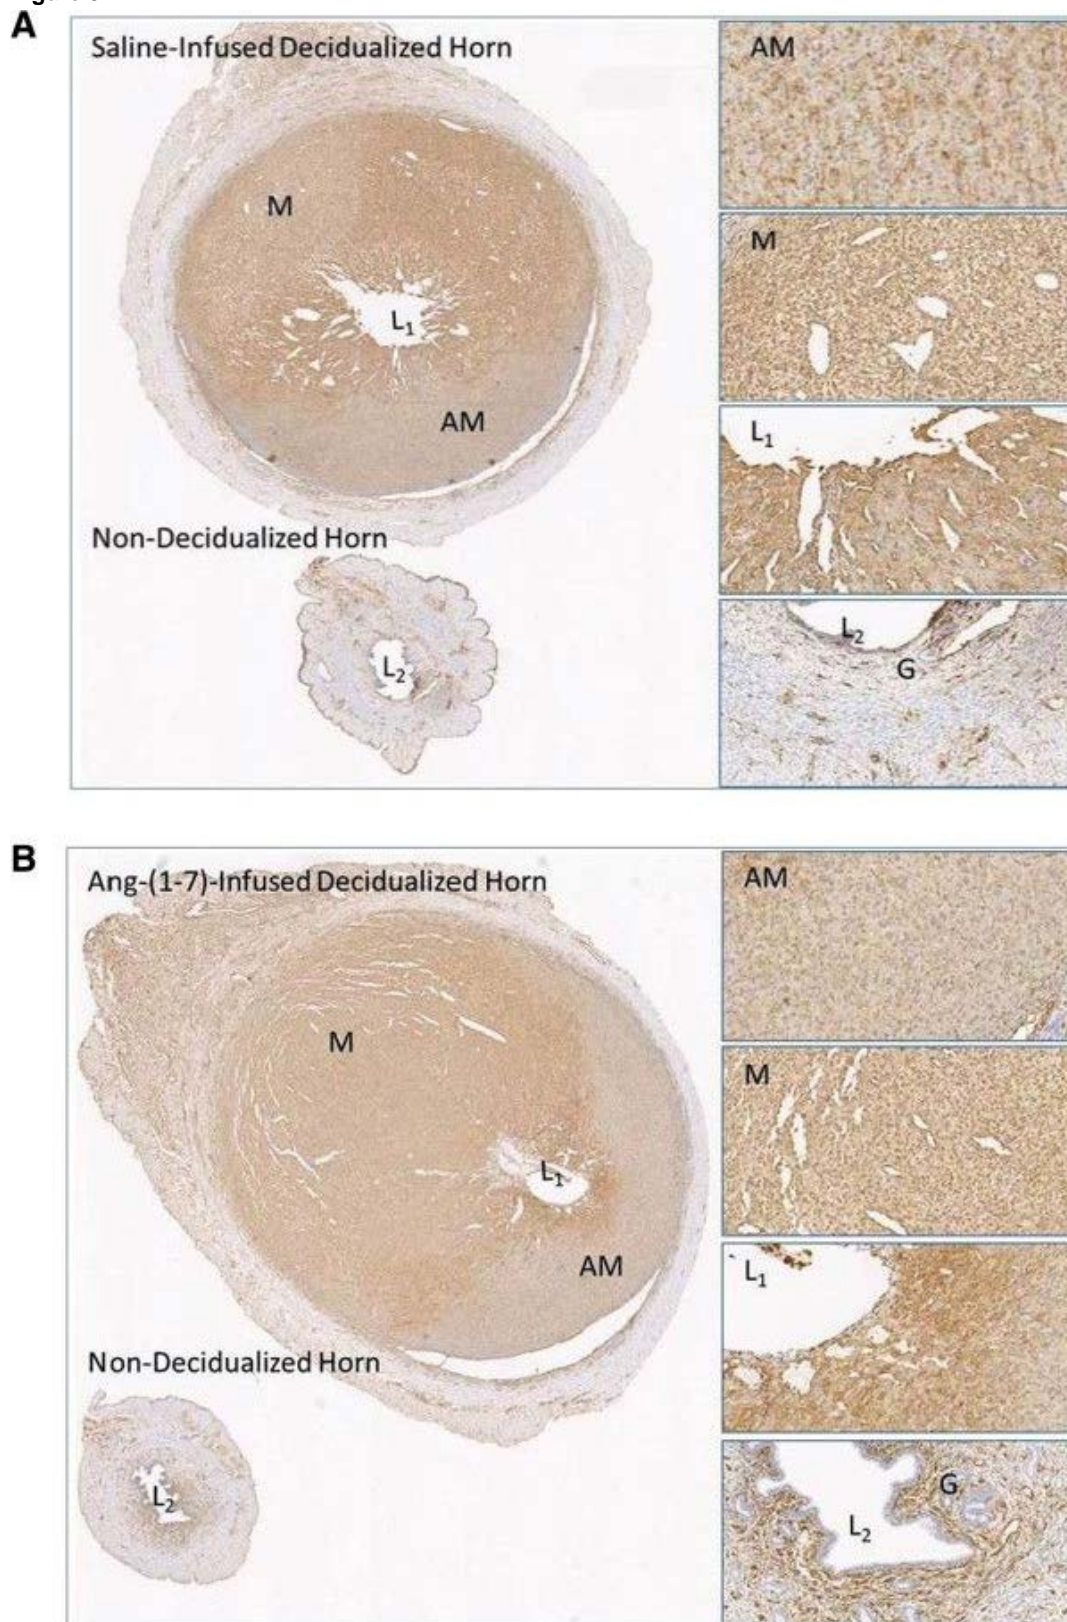 A
Saline-Infused Decidualized Horn
M
L1
AM
Non-Decidualized Horn
L2
AM
M
L1
L2
G
B
Ang-(1-7)-Infused Decidualized Horn
M
L1
AM
Non-Decidualized Horn
L2
AM
M
L1
G
L2